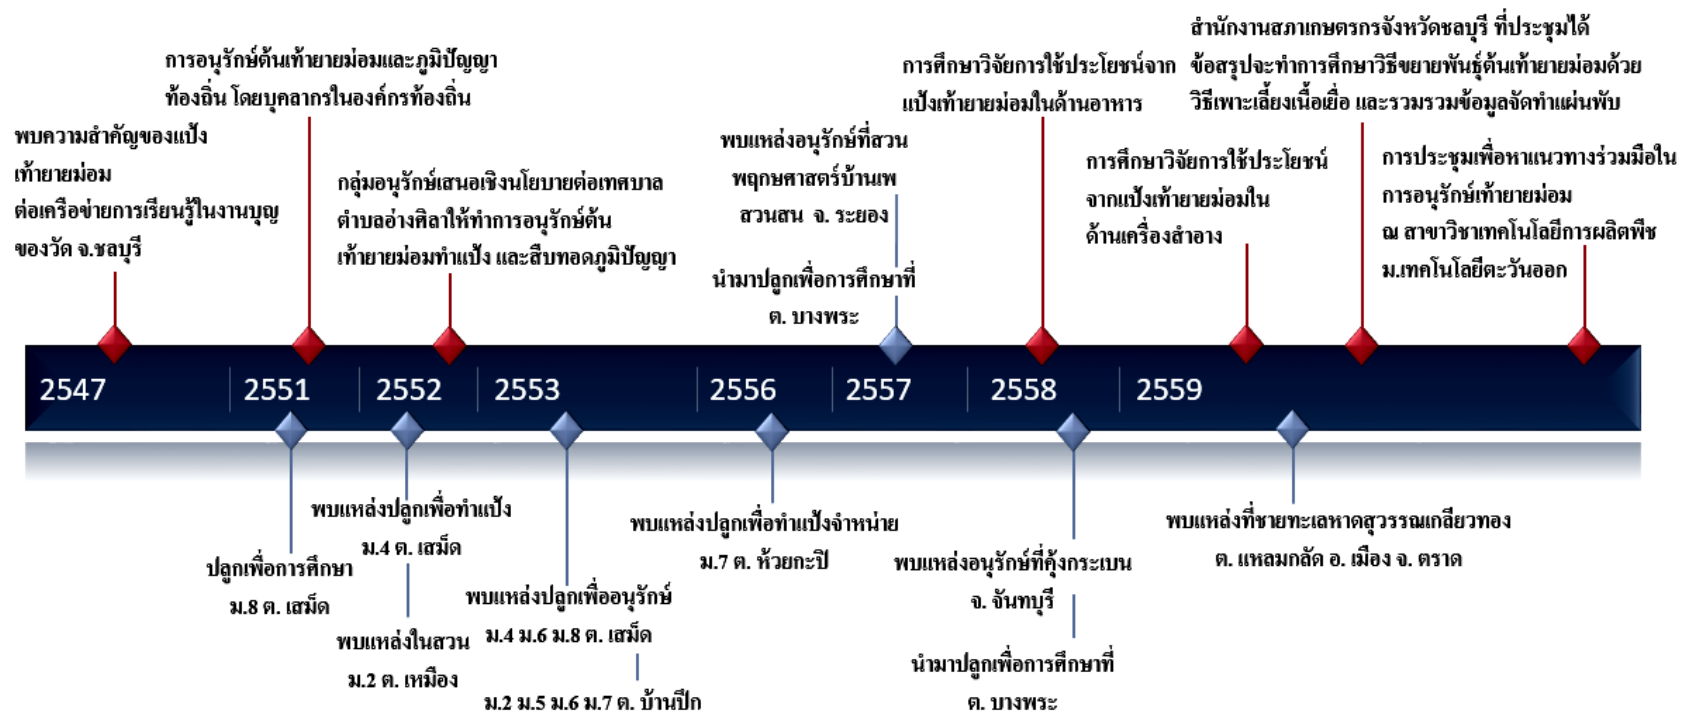 พบความสำคัญของแป้ง
เท้ายายม่อม
ต่อเครือข่ายการเรียนรู้ในงานบุญ
ของวัด จ.ชลบุรี
การอนุรักษ์ต้นเท้ายายม่อมและภูมิปัญญา
ท้องถิ่น โดยบุคลากรในองค์กรท้องถิ่น
กลุ่มอนุรักษ์เสนอเชิงนโยบายต่อเทศบาล
ตำบลอ่างศิลาให้ทำการอนุรักษ์ต้น
เท้ายายม่อมทำแป้ง และสืบทอดภูมิปัญญา
พบแหล่งอนุรักษ์ที่สวน
พฤกษศาสตร์บ้านเพ
สวนสน จ. ระยอง
นำมาปลูกเพื่อการศึกษาที่
ต. บางพระ
การศึกษาวิจัยการใช้ประโยชน์จาก
แป้งเท้ายายม่อมในด้านอาหาร
การศึกษาวิจัยการใช้ประโยชน์
จากแป้งเท้ายายม่อมใน
ด้านเครื่องสำอาง
สำนักงานสภาเกษตรกรจังหวัดชลบุรี ที่ประชุมได้
ข้อสรุปจะทำการศึกษาวิธีขยายพันธุ์ต้นเท้ายายม่อมด้วย
วิธีเพาะเลี้ยงเนื้อเยื่อ และรวมรวมข้อมูลจัดทำแผ่นพับ
การประชุมเพื่อหาแนวทางร่วมมือใน
การอนุรักษ์เท้ายายม่อม
ณ สาขาวิชาเทคโนโลยีการผลิตพืช
ม.เทคโนโลยีตะวันออก
2547
2551
2552
2553
2556
2557
2558
2559
ปลูกเพื่อการศึกษา
ม.8 ต. เสม็ด
พบแหล่งปลูกเพื่อทำแป้ง
ม.4 ต. เสม็ด
พบแหล่งในสวน
ม.2 ต. เหมือง
พบแหล่งปลูกเพื่ออนุรักษ์
ม.4 ม.6 ม.8 ต. เสม็ด
ม.2 ม.5 ม.6 ม.7 ต. บ้านปึก
พบแหล่งปลูกเพื่อทำแป้งจำหน่าย
ม.7 ต. ห้วยกะปิ
พบแหล่งอนุรักษ์ที่คุ้งกระเบน
จ. จันทบุรี
นำมาปลูกเพื่อการศึกษาที่
ต. บางพระ
พบแหล่งที่ชายทะเลหาดสุวรรณเกลียวทอง
ต. แหลมกลัด อ. เมือง จ. ตราด